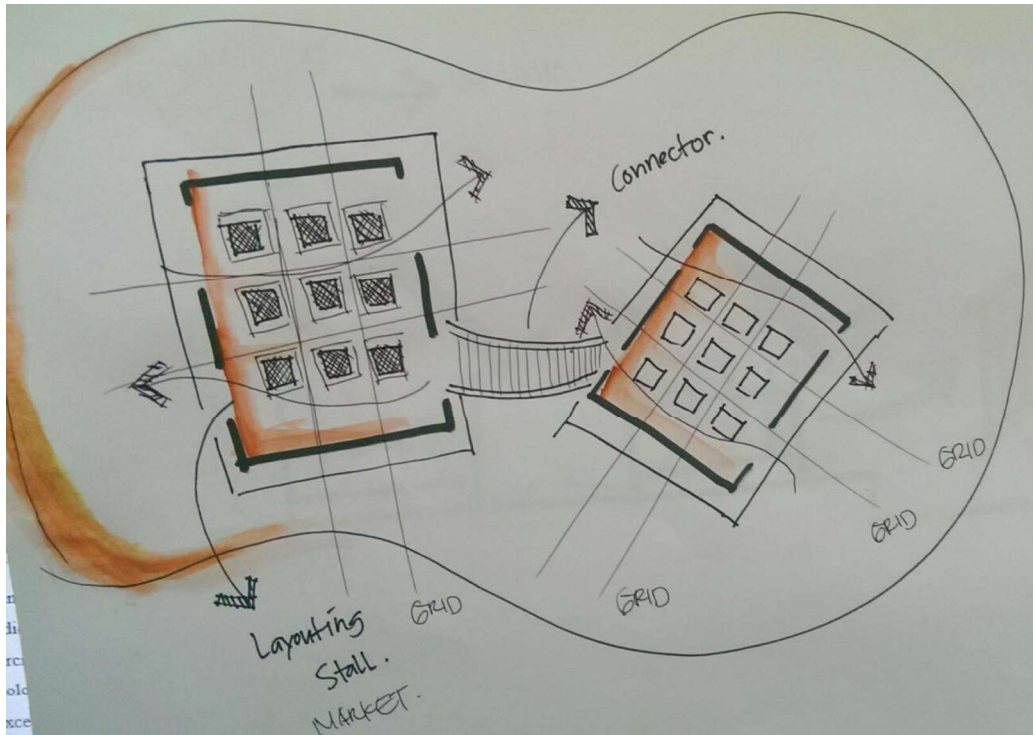 Connector.
GRID
GRID
GRID
GRID
Layouting
Stall.
MARKET.